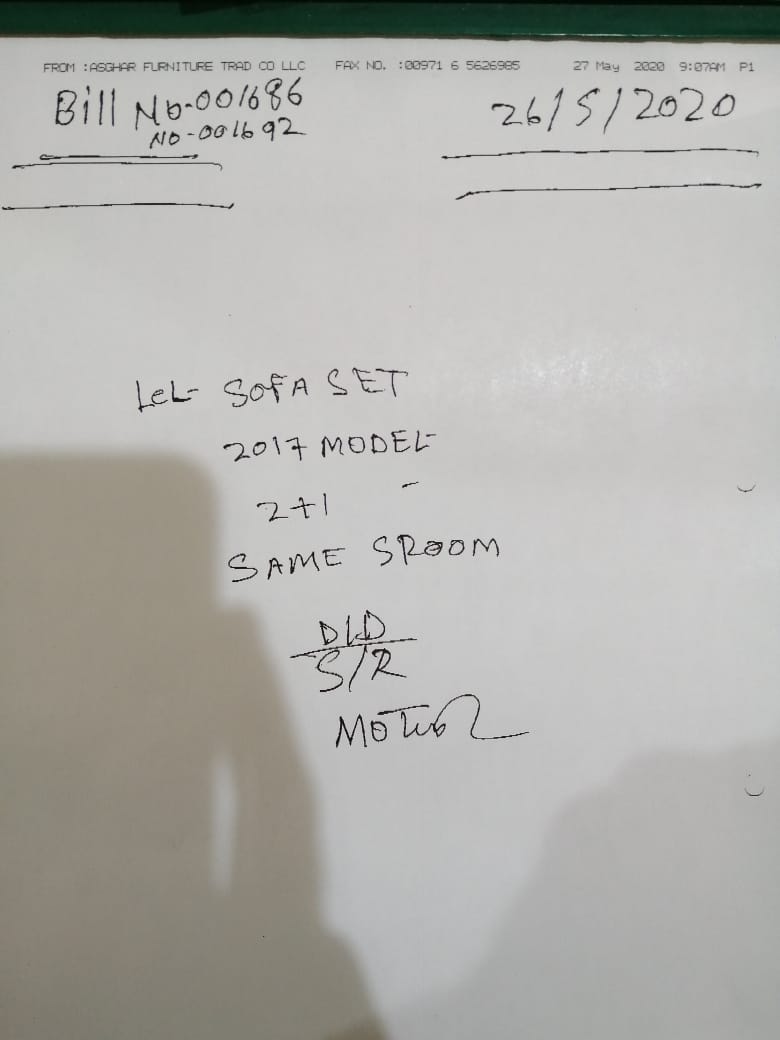 FROM :ASGHAR FURNITURE TRAD CO LLC FAX NO. :00971 6 5626985 27 May 2020 9:07AM P1
Bill No-001686 26/5/2020
NO-001692
LeL SOFA SET
2017 MODEL
2+1
SAME SROOM
DLD
S/R